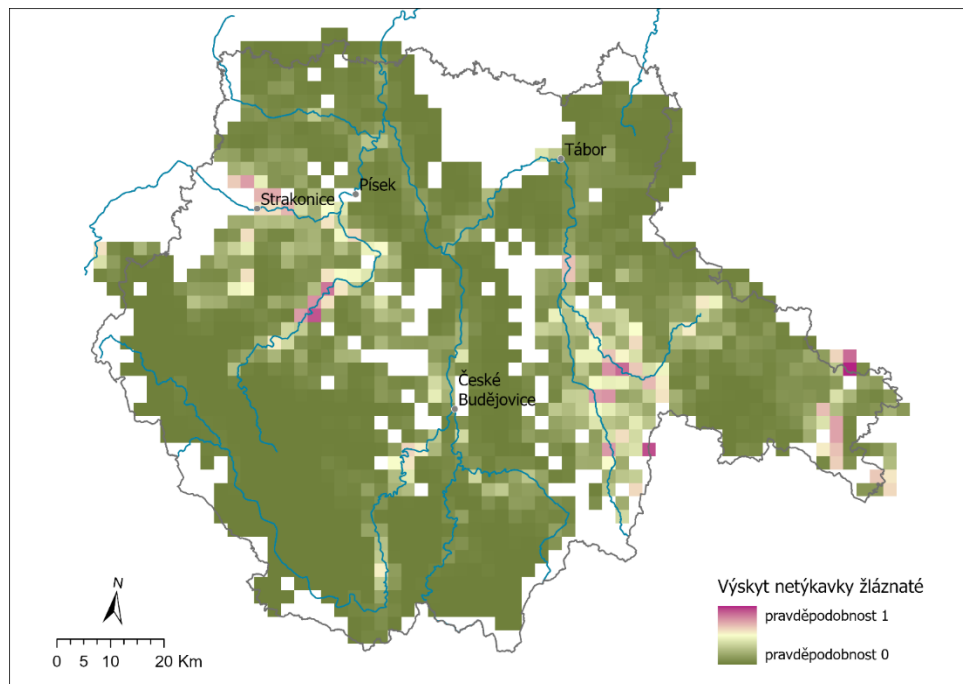 Tábor
Písek
Strakonice
České
Budějovice
N
0 5 10 20 Km
Výskyt netýkavky žláznaté
pravděpodobnost 1
pravděpodobnost 0